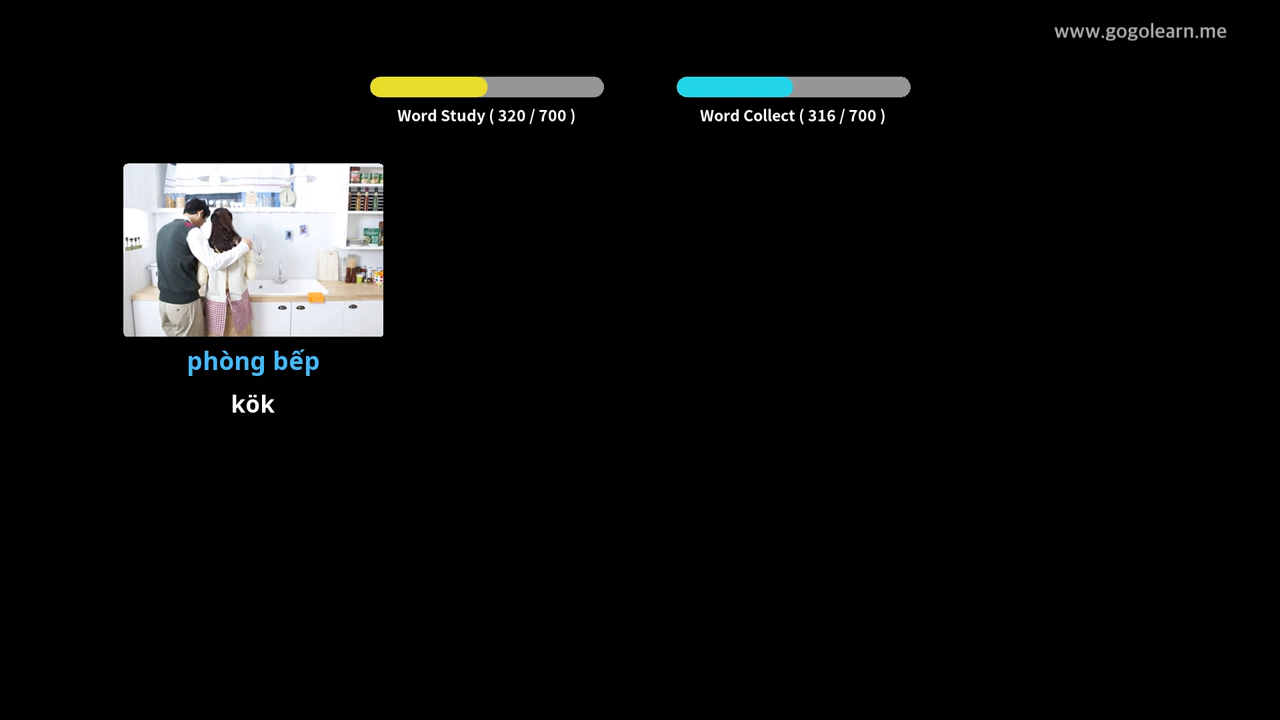 www.gogolearn.me
Word Study ( 320 / 700 )
Word Collect ( 316 / 700 )
phòng bếp
kök